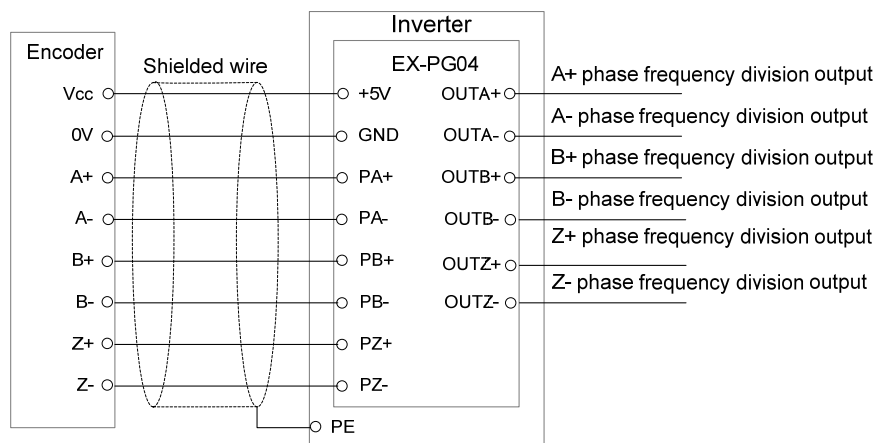 Inverter
Encoder
Shielded wire
EX-PG04
Vcc
+5V
OUTA+
A+ phase frequency division output
0V
GND
OUTA-
A- phase frequency division output
A+
PA+
OUTB+
B+ phase frequency division output
A-
PA-
OUTB-
B- phase frequency division output
B+
PB+
OUTZ+
Z+ phase frequency division output
B-
PB-
OUTZ-
Z- phase frequency division output
Z+
PZ+
Z-
PZ-
PE